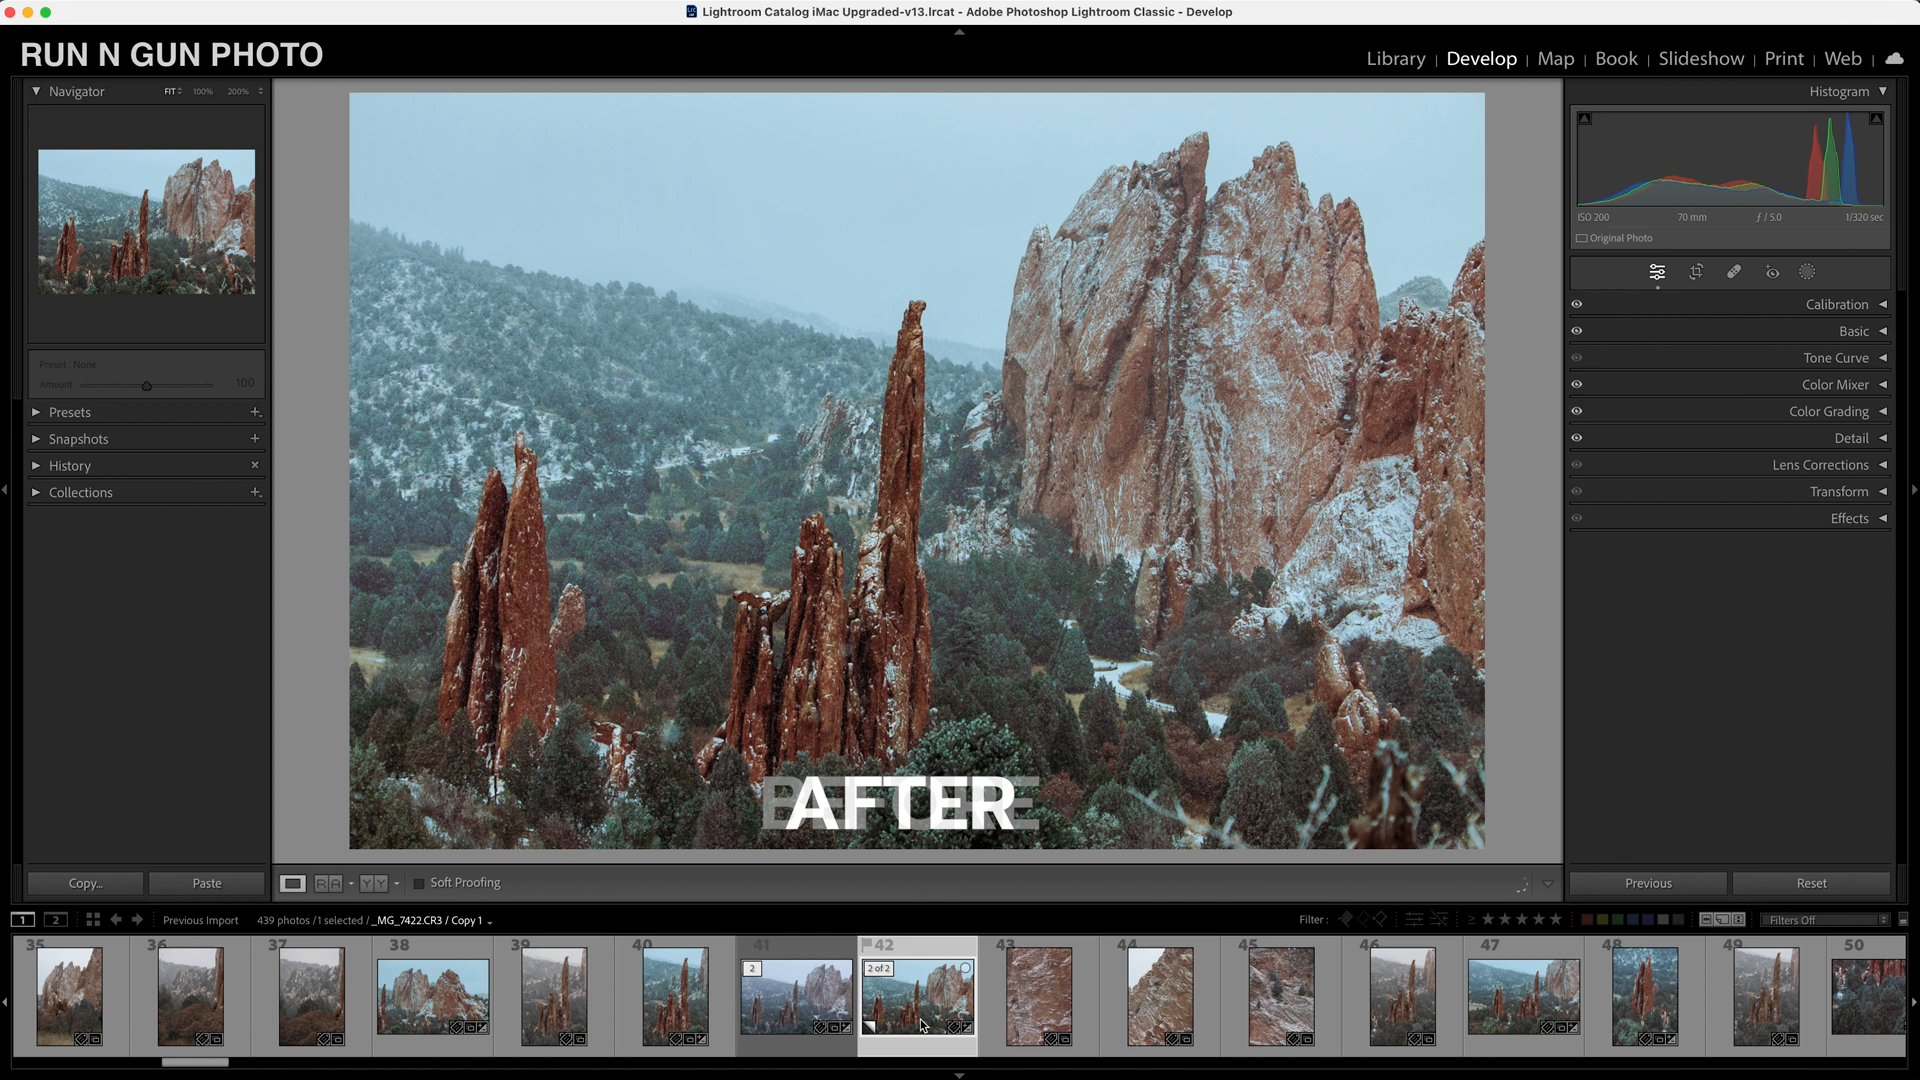 Lightroom Catalog iMac Upgraded-v13.lrcat - Adobe Photoshop Lightroom Classic - Develop
RUN N GUN PHOTO
Library | Develop | Map | Book | Slideshow | Print | Web |
Navigator FIT 100% 200%
Histogram
ISO 200 70 mm ƒ / 5.0 1/320 sec
Original Photo
Calibration
Basic
Tone Curve
Color Mixer
Color Grading
Detail
Lens Corrections
Transform
Effects
Preset : None
Amount 100
Presets
Snapshots
History
Collections
BEFORE
AFTER
Copy... Paste
R A Y Y Soft Proofing
Previous Reset
1 2 Previous Import 439 photos / 1 selected / _MG_7422.CR3 / Copy 1
Filter : Filters Off
35 36 37 38 39 40 41 42 43 44 45 46 47 48 49 50
2 2 of 2